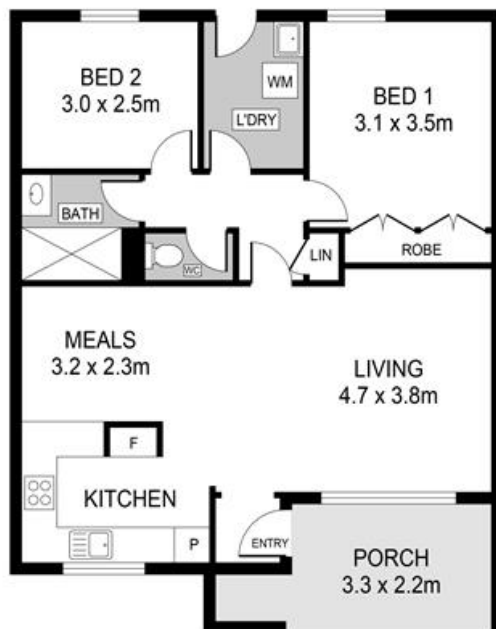 BED 2
3.0 x 2.5m
WM
L'DRY
BED 1
3.1 x 3.5m
BATH
WC
LIN
ROBE
MEALS
3.2 x 2.3m
LIVING
4.7 x 3.8m
F
KITCHEN
P
ENTRY
PORCH
3.3 x 2.2m